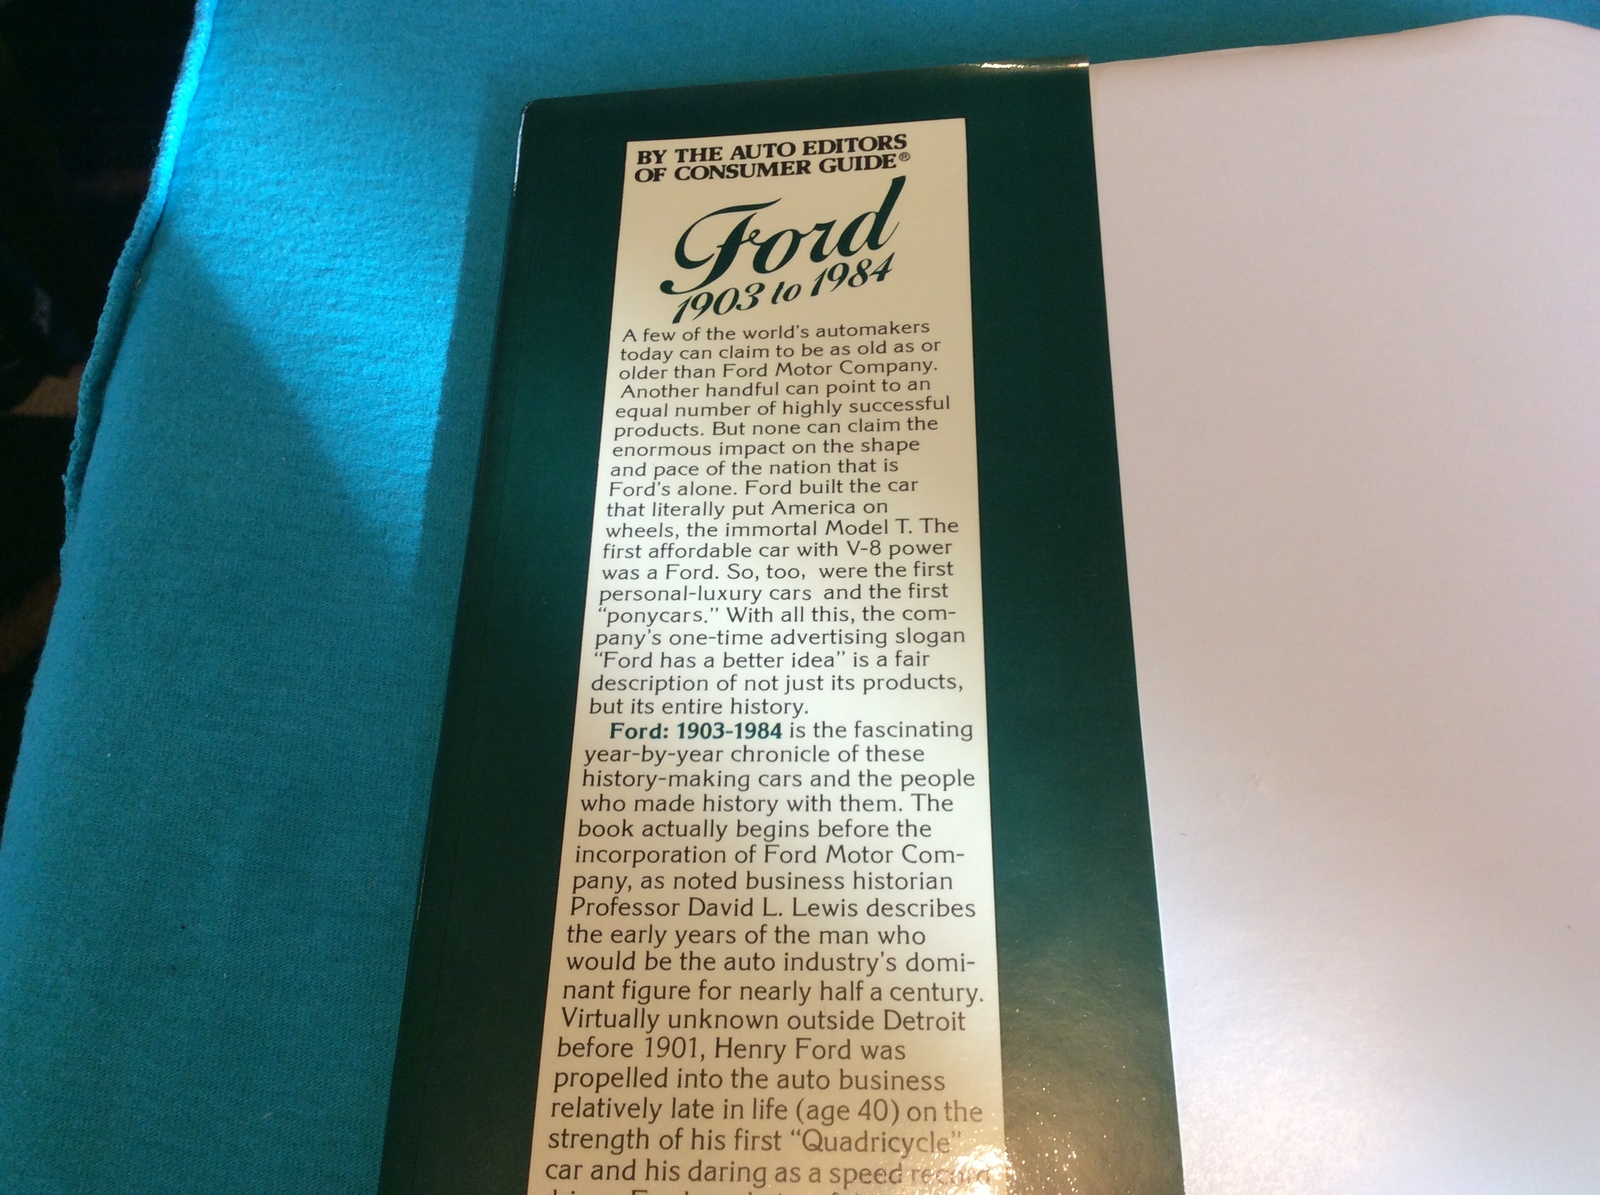 BY THE AUTO EDITORS
OF CONSUMER GUIDE®
Ford
1903 to 1984
A few of the world's automakers
today can claim to be as old as or
older than Ford Motor Company.
Another handful can point to an
equal number of highly successful
products. But none can claim the
enormous impact on the shape
and pace of the nation that is
Ford's alone. Ford built the car
that literally put America on
wheels, the immortal Model T. The
first affordable car with V-8 power
was a Ford. So, too, were the first
personal-luxury cars and the first
"ponycars." With all this, the com-
pany's one-time advertising slogan
"Ford has a better idea" is a fair
description of not just its products,
but its entire history.
Ford: 1903-1984 is the fascinating
year-by-year chronicle of these
history-making cars and the people
who made history with them. The
book actually begins before the
incorporation of Ford Motor Com-
pany, as noted business historian
Professor David L. Lewis describes
the early years of the man who
would be the auto industry's domi-
nant figure for nearly half a century.
Virtually unknown outside Detroit
before 1901, Henry Ford was
propelled into the auto business
relatively late in life (age 40) on the
strength of his first "Quadricycle"
car and his daring as a speed record